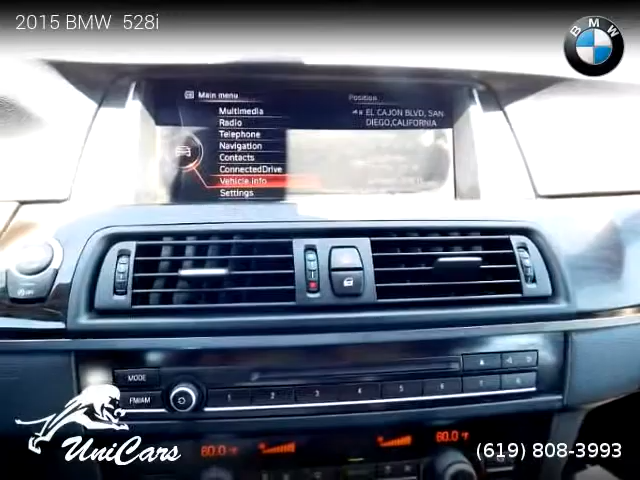 2015 BMW 528i
BMW
Main menu
Multimedia
Radio
Telephone
Navigation
Contacts
ConnectedDrive
Vehicle info
Settings
Position
EL CAJON BLVD, SAN
DIEGO,CALIFORNIA
MODE
FM/AM
1 2 3 4 5 6 7 8
UniCars
80.0 80.0
(619) 808-3993